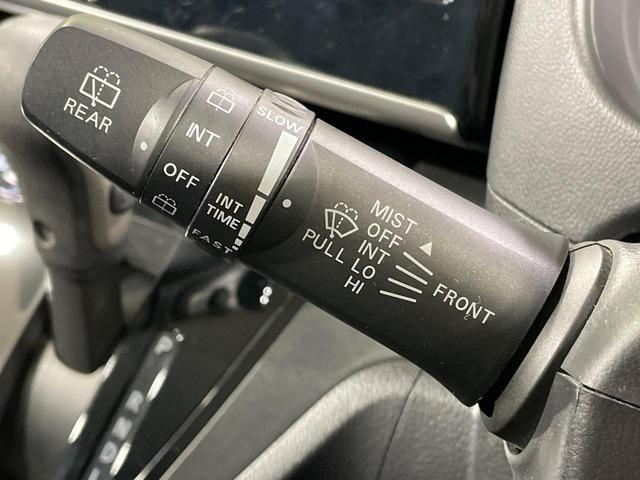 REAR
INT
OFF
SLOW
INT
TIME
FAST
MIST
OFF
INT
PULL LO
HI
FRONT
P
R
N
D